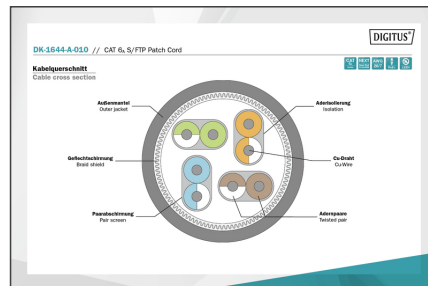 DIGITUS®
DK-1644-A-010 // CAT 6A S/FTP Patch Cord
Kabelquerschnitt
Cable cross section
Außenmantel
Outer jacket
Aderisolierung
Isolation
Geflechtschirmung
Braid shield
Cu-Draht
Cu-Wire
Paarabschirmung
Pair screen
Adernpaare
Twisted pair